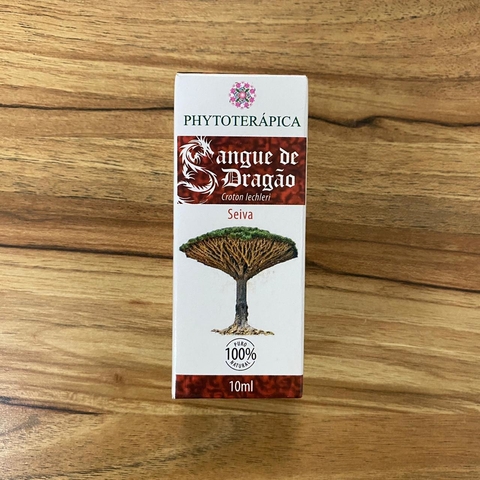 PHYTOTERÁPICA
Sangue de
Dragão
Croton lechleri
Seiva
PURO
100%
NATURAL
10ml